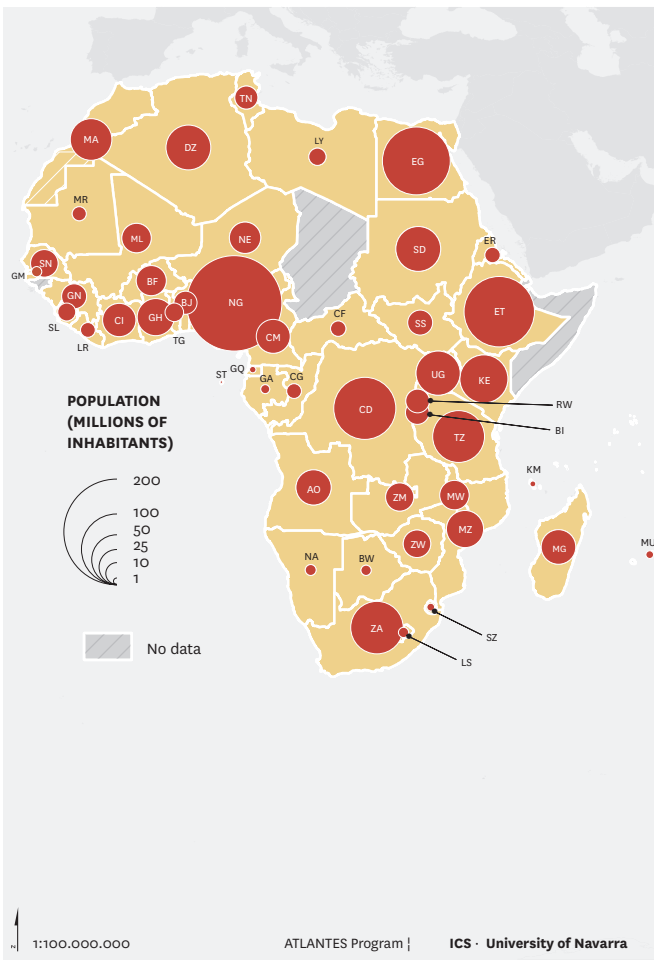 TN
MA
DZ
LY
EG
MR
ML
NE
SD
ER
SN
GM
BF
GN
BJ
NG
ET
SL
CI
GH
CF
SS
LR
TG
CM
ST
GQ
GA
CG
UG
KE
CD
RW
BI
TZ
POPULATION
(MILLIONS OF
INHABITANTS)
200
100
50
25
10
1
KM
AO
ZM
MW
MZ
ZW
MG
MU
NA
BW
ZA
SZ
LS
No data
N
1:100.000.000
ATLANTES Program ¦
ICS · University of Navarra